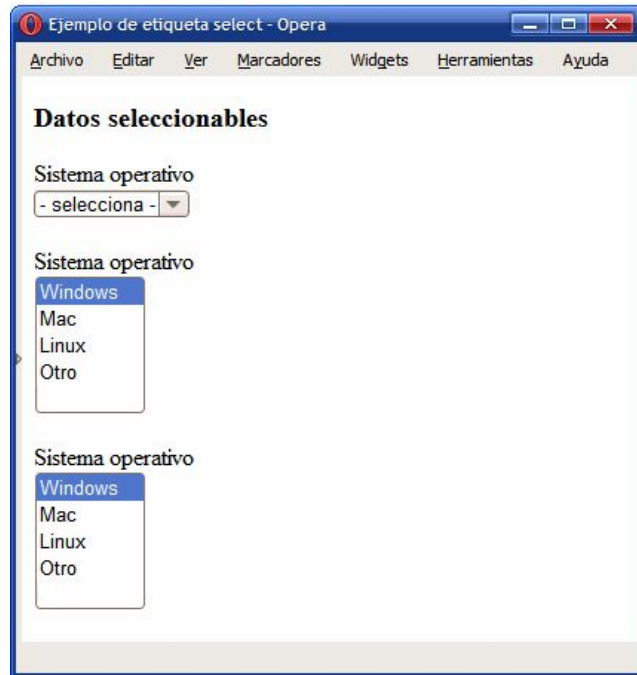 Ejemplo de etiqueta select - Opera
Archivo Editar Ver Marcadores Widgets Herramientas Ayuda
Datos seleccionables
Sistema operativo
- selecciona -
Sistema operativo
Windows
Mac
Linux
Otro
Sistema operativo
Windows
Mac
Linux
Otro